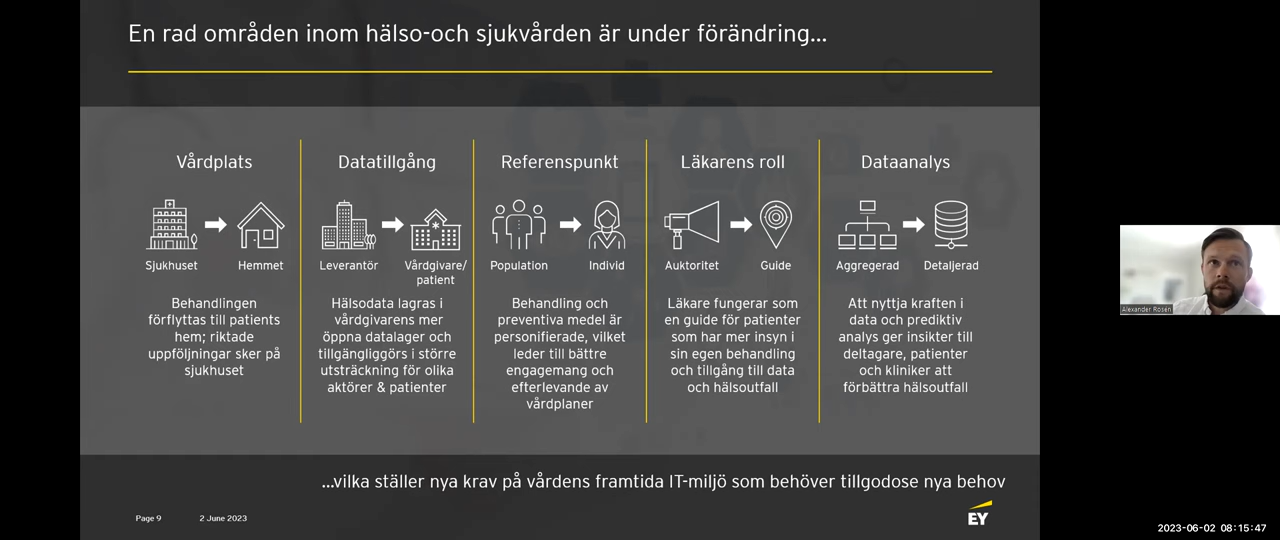 En rad områden inom hälso-och sjukvården är under förändring...
Vårdplats
Sjukhuset
Hemmet
Behandlingen
förflyttas till patients
hem; riktade
uppföljningar sker på
sjukhuset
Datatillgång
Leverantör
Vårdgivare/
patient
Hälsodata lagras i
vårdgivarens mer
öppna datalager och
tillgängliggörs i större
utsträckning för olika
aktörer & patienter
Referenspunkt
Population
Individ
Behandling och
preventiva medel är
personifierade, vilket
leder till bättre
engagemang och
efterlevande av
vårdplaner
Läkarens roll
Auktoritet
Guide
Läkare fungerar som
en guide för patienter
som har mer insyn i
sin egen behandling
och tillgång till data
och hälsoutfall
Dataanalys
Aggregerad
Detaljerad
Att nyttja kraften i
data och prediktiv
analys ger insikter till
deltagare, patienter
och kliniker att
förbättra hälsoutfall
...vilka ställer nya krav på vårdens framtida IT-miljö som behöver tillgodose nya behov
Page 9
2 June 2023
EY
Alexander Rosén
2023-06-02 08:15:47